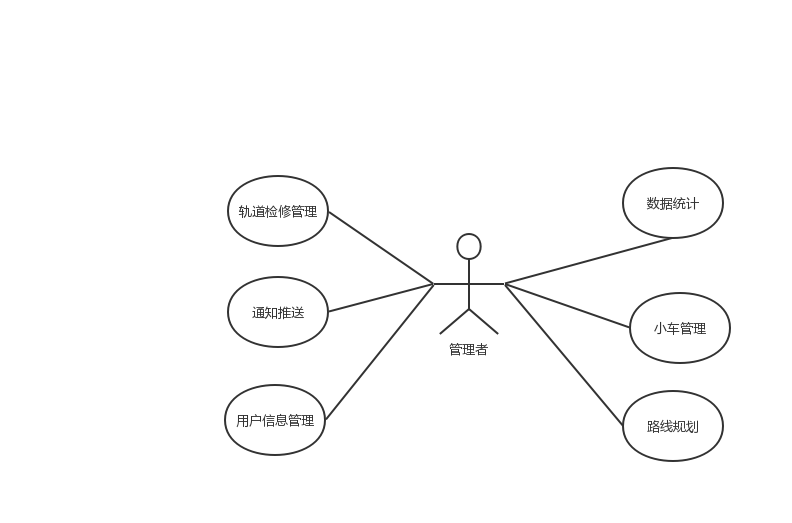 轨道检修管理
通知推送
用户信息管理
管理者
数据统计
小车管理
路线规划